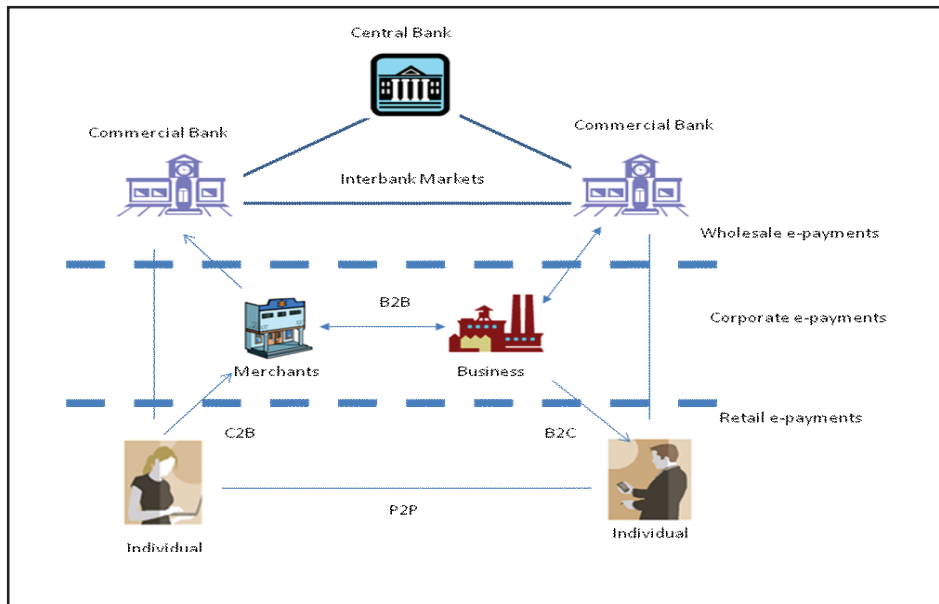 Central Bank
Commercial Bank
Commercial Bank
Interbank Markets
Wholesale e-payments
B2B
Corporate e-payments
Merchants
Business
Retail e-payments
C2B
B2C
P2P
Individual
Individual